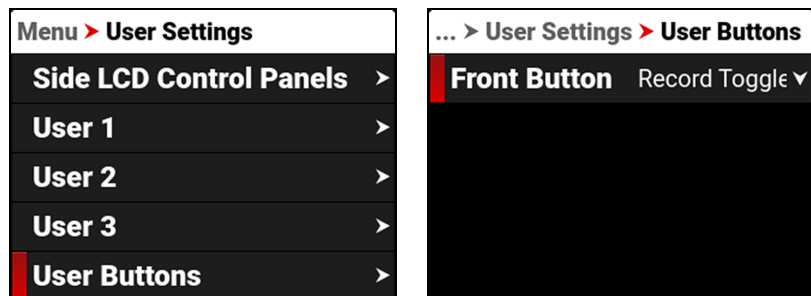 Menu > User Settings
Side LCD Control Panels >
User 1 >
User 2 >
User 3 >
User Buttons >
... > User Settings > User Buttons
Front Button Record Toggle